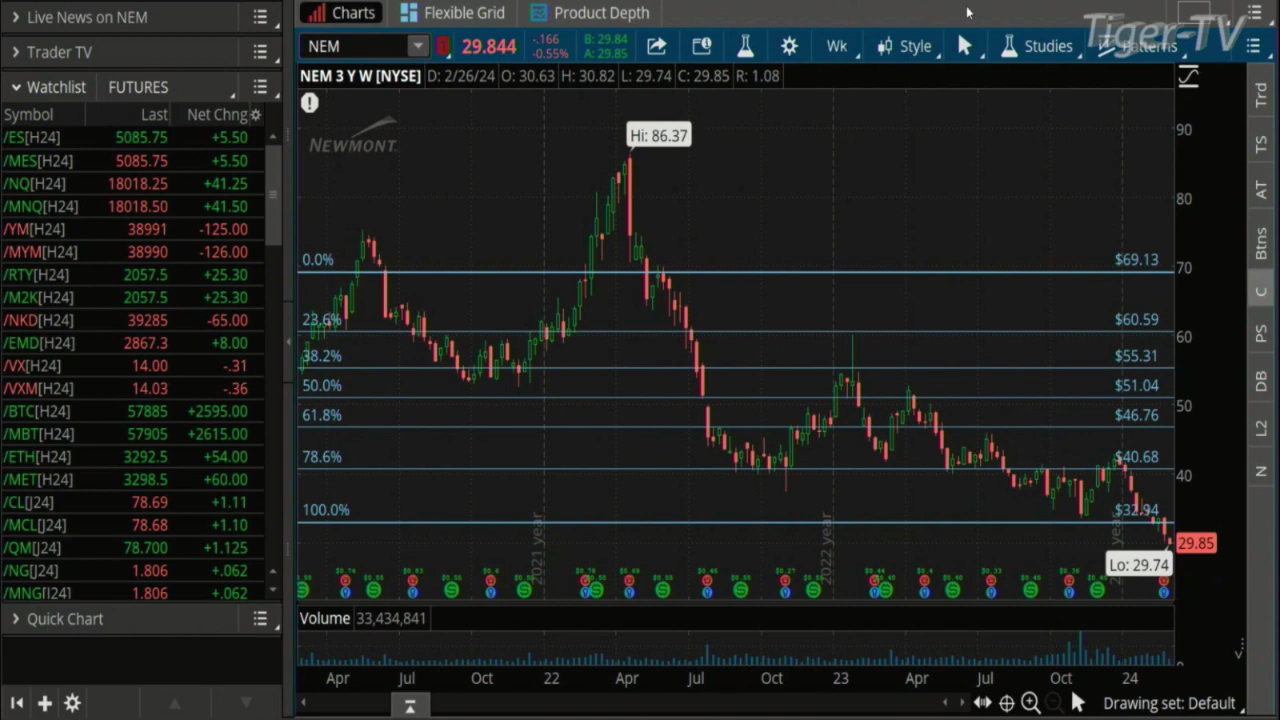 Live News on NEM
Charts
Flexible Grid
Product Depth
Tiger-TV
Trader TV
NEM
29.844
-.166
-0.55%
B: 29.84
A: 29.85
Wk
Style
Studies
Patterns
Watchlist
FUTURES
NEM 3 Y W [NYSE]
D: 2/26/24
O: 30.63
H: 30.82
L: 29.74
C: 29.85
R: 1.08
Symbol
Last
Net Chng
/ES[H24] 5085.75 +5.50
/MES[H24] 5085.75 +5.50
/NQ[H24] 18018.25 +41.25
/MNQ[H24] 18018.50 +41.50
/YM[H24] 38991 -125.00
/MYM[H24] 38990 -126.00
/RTY[H24] 2057.5 +25.30
/M2K[H24] 2057.5 +25.30
/NKD[H24] 39285 -65.00
/EMD[H24] 2867.3 +8.00
/VX[H24] 14.00 -.31
/VXM[H24] 14.03 -.36
/BTC[H24] 57885 +2595.00
/MBT[H24] 57905 +2615.00
/ETH[H24] 3292.5 +54.00
/MET[H24] 3298.5 +60.00
/CL[J24] 78.69 +1.11
/MCL[J24] 78.68 +1.10
/QM[J24] 78.700 +1.125
/NG[J24] 1.806 +.062
/MNG[J24] 1.806 +.062
Quick Chart
NEWMONT
Hi: 86.37
0.0% $69.13
23.6% $60.59
38.2% $55.31
50.0% $51.04
61.8% $46.76
78.6% $40.68
100.0% $32.94
Lo: 29.74
29.85
90
80
70
60
50
40
2021 year
2022 year
Volume 33,434,841
0
Apr
Jul
Oct
22
Apr
Jul
Oct
23
Apr
Jul
Oct
24
Drawing set: Default
Trd
TS
AT
Btns
C
PS
DB
L2
N